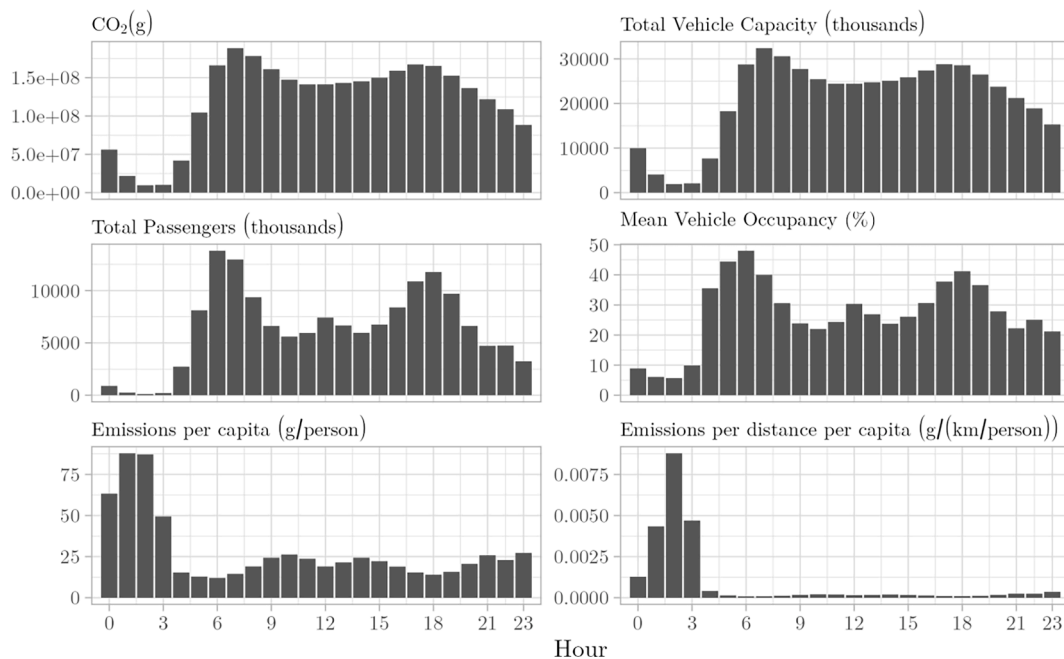 CO₂(g)
1.5e+08
1.0e+08
5.0e+07
0.0e+00
Total Vehicle Capacity (thousands)
30000
20000
10000
0
Total Passengers (thousands)
10000
5000
0
Mean Vehicle Occupancy (%)
50
40
30
20
10
0
Emissions per capita (g/person)
75
50
25
0
0 3 6 9 12 15 18 21 23
Emissions per distance per capita (g/(km/person))
0.0075
0.0050
0.0025
0.0000
0 3 6 9 12 15 18 21 23
Hour